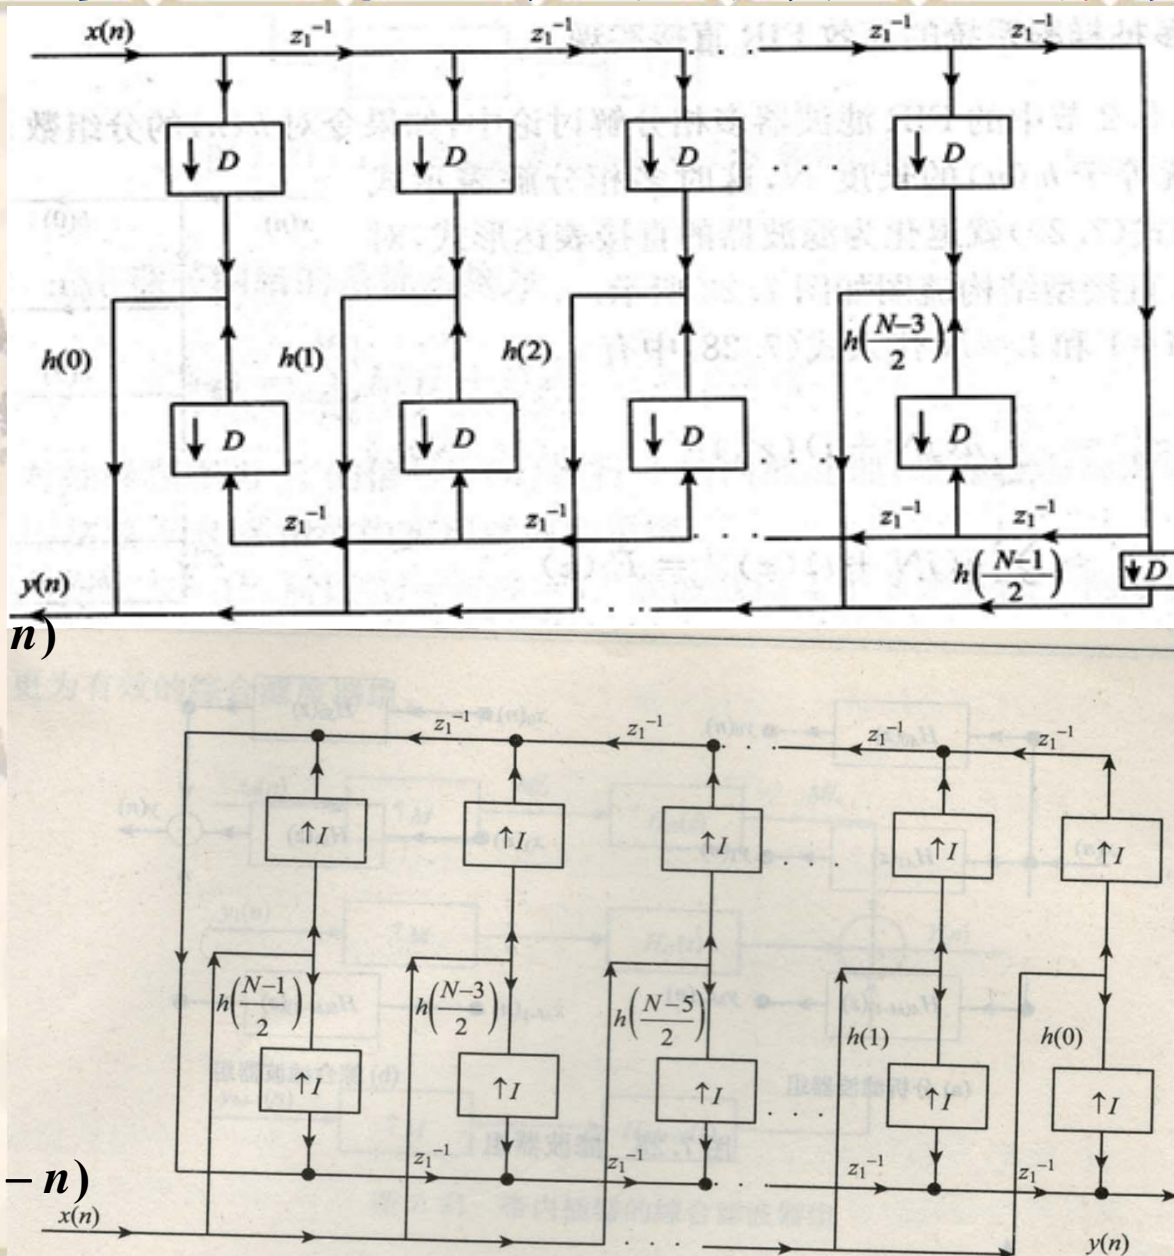 x(n) z₁⁻¹ z₁⁻¹ z₁⁻¹ z₁⁻¹
↓ D ↓ D ↓ D . . . ↓ D
h(0) h(1) h(2) h((N−3)/2)
↓ D ↓ D ↓ D . . . ↓ D
z₁⁻¹ z₁⁻¹ z₁⁻¹ z₁⁻¹
h((N−1)/2) ↓D
y(n)
n)
z₁⁻¹ z₁⁻¹ z₁⁻¹ z₁⁻¹
↑I ↑I ↑I . . . ↑I ↑I
h((N−1)/2) h((N−3)/2) h((N−5)/2) h(1) h(0)
↑I ↑I ↑I . . . ↑I ↑I
z₁⁻¹ z₁⁻¹ z₁⁻¹ z₁⁻¹
− n)
x(n)
y(n)